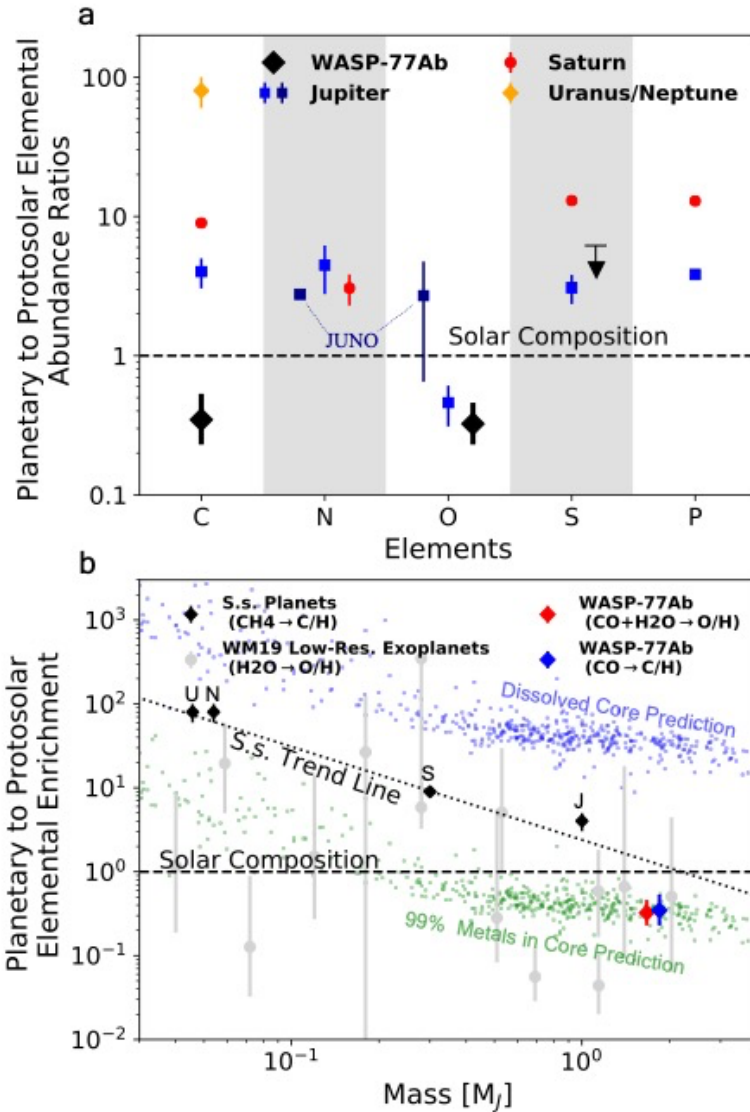 a
Planetary to Protosolar Elemental
Abundance Ratios
100
10
1
0.1
WASP-77Ab
Jupiter
Saturn
Uranus/Neptune
JUNO
Solar Composition
C N O S P
Elements
b
Planetary to Protosolar
Elemental Enrichment
10³
10²
10¹
10⁰
10⁻¹
10⁻²
S.s. Planets
(CH4→C/H)
WM19 Low-Res. Exoplanets
(H2O→O/H)
WASP-77Ab
(CO+H2O→O/H)
WASP-77Ab
(CO→C/H)
U N
Dissolved Core Prediction
S.s. Trend Line
S
J
Solar Composition
99% Metals in Core Prediction
10⁻¹ 10⁰
Mass [M_J]